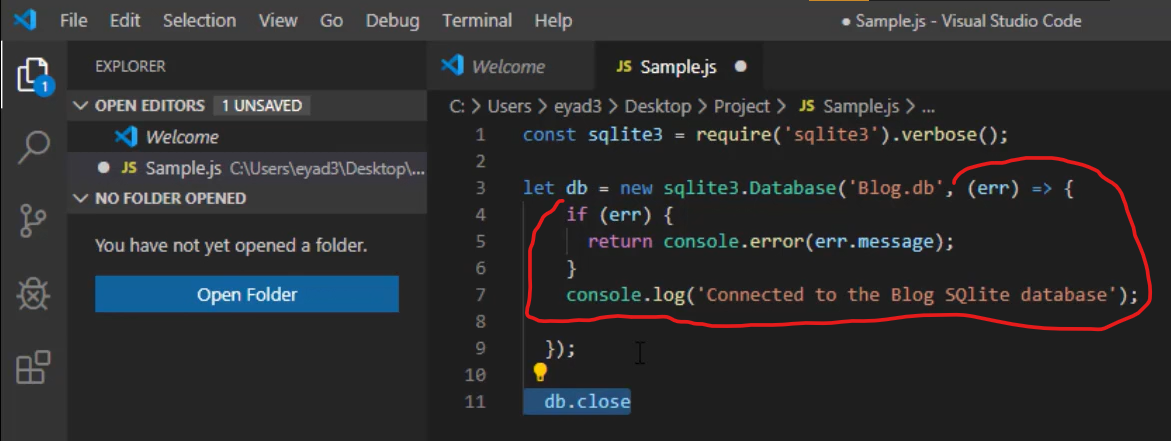 File Edit Selection View Go Debug Terminal Help ● Sample.js - Visual Studio Code
EXPLORER
OPEN EDITORS 1 UNSAVED
Welcome
JS Sample.js C:\Users\eyad3\Desktop\...
NO FOLDER OPENED
You have not yet opened a folder.
Open Folder
1
Welcome
JS Sample.js
C: > Users > eyad3 > Desktop > Project > JS Sample.js > ...
1 const sqlite3 = require('sqlite3').verbose();
2
3 let db = new sqlite3.Database('Blog.db', (err) => {
4 if (err) {
5 return console.error(err.message);
6 }
7 console.log('Connected to the Blog SQlite database');
8
9 });
10
11 db.close